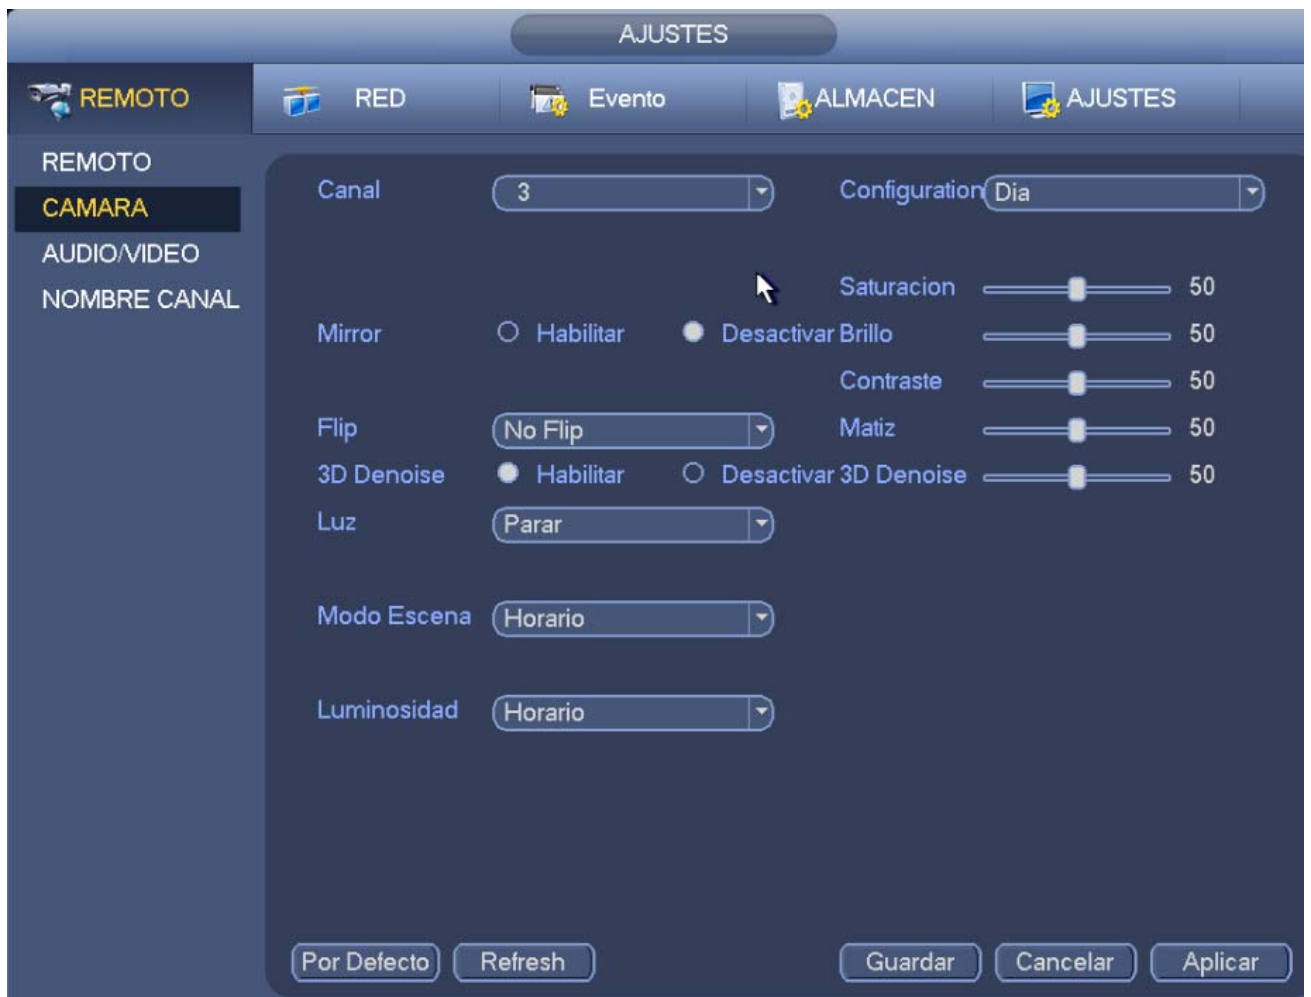 AJUSTES
REMOTO RED Evento ALMACEN AJUSTES
REMOTO
CAMARA
AUDIO/VIDEO
NOMBRE CANAL
Canal 3 Configuration Dia
Saturacion 50
Mirror Habilitar Desactivar Brillo 50
Contraste 50
Flip No Flip Matiz 50
3D Denoise Habilitar Desactivar 3D Denoise 50
Luz Parar
Modo Escena Horario
Luminosidad Horario
Por Defecto Refresh Guardar Cancelar Aplicar